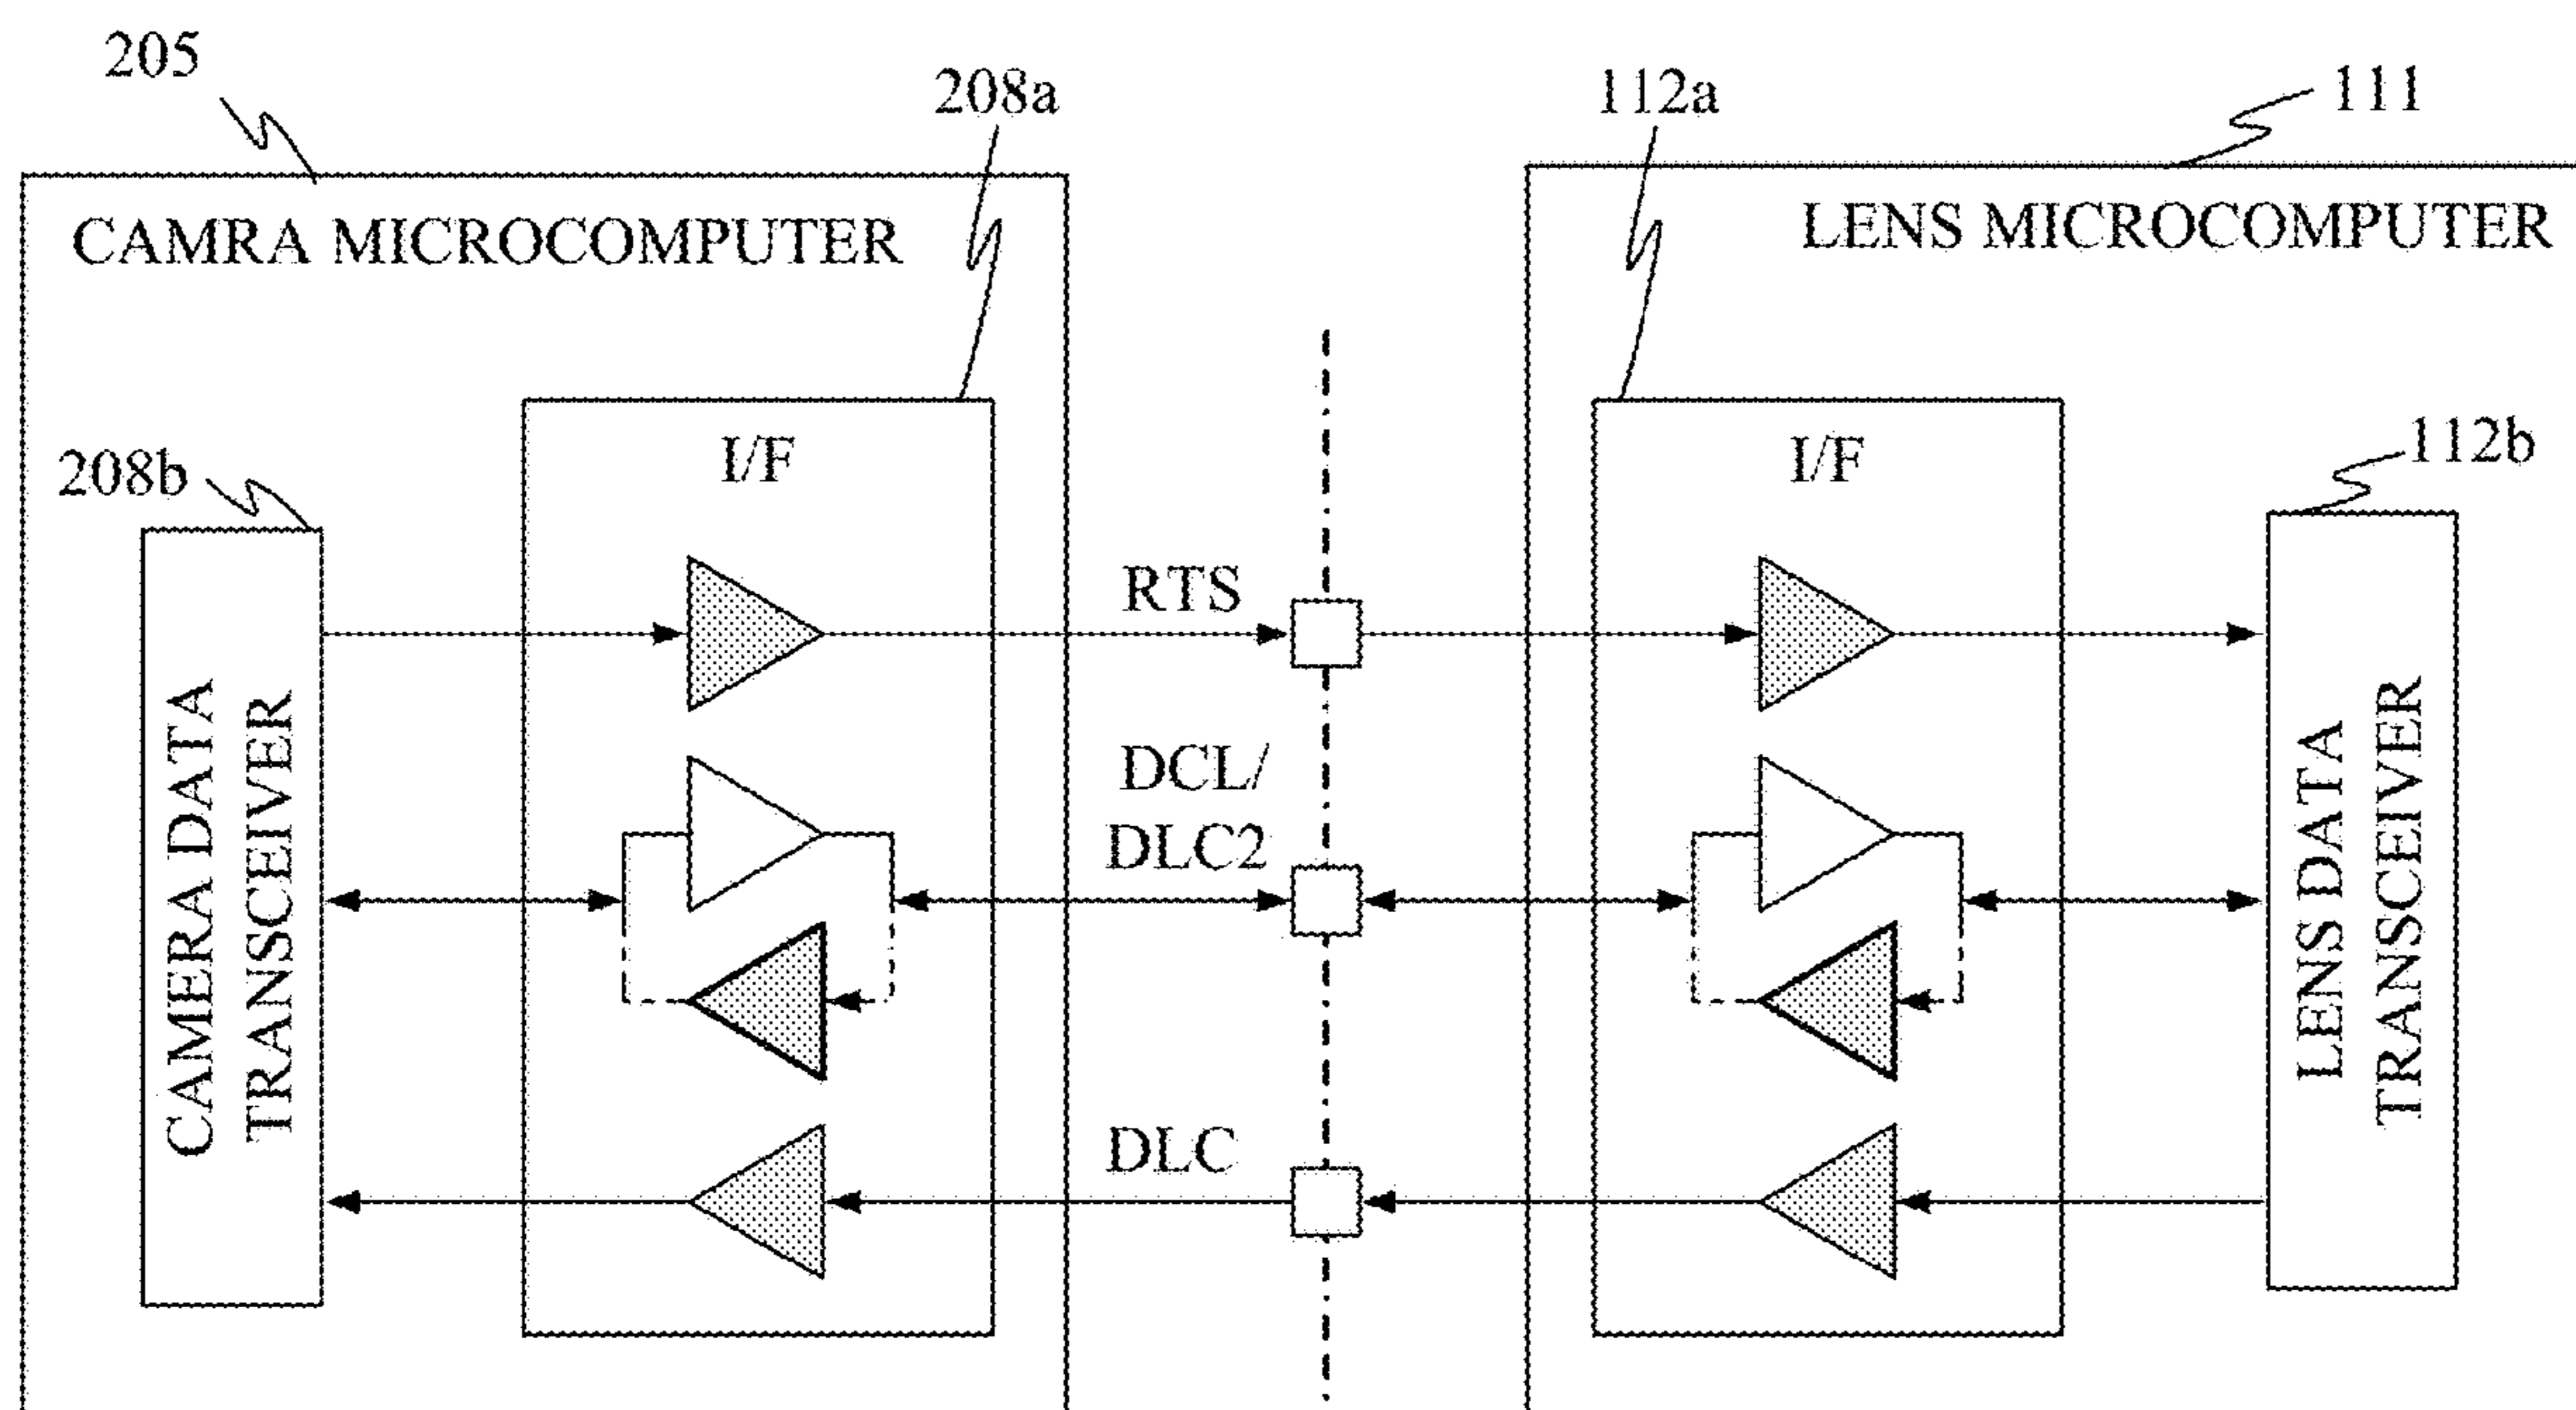 205
208a
112a
111
CAMRA MICROCOMPUTER
LENS MICROCOMPUTER
208b
I/F
I/F
112b
RTS
DCL/
DLC2
DLC
CAMERA DATA
TRANSCEIVER
LENS DATA
TRANSCEIVER